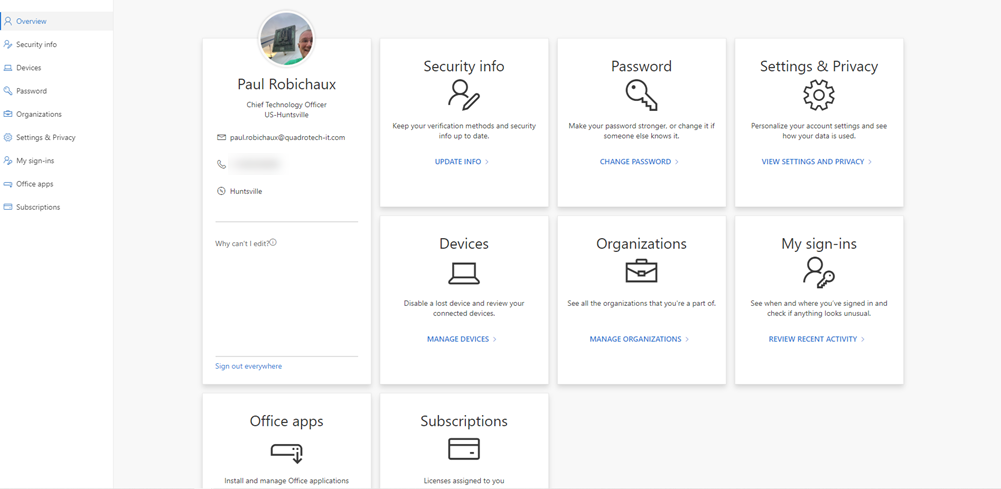 Overview
Security info
Devices
Password
Organizations
Settings & Privacy
My sign-ins
Office apps
Subscriptions
Paul Robichaux
Chief Technology Officer
US-Huntsville
paul.robichaux@quadrotech-it.com
Huntsville
Why can't I edit?
Sign out everywhere
Security info
Keep your verification methods and security
info up to date.
UPDATE INFO >
Password
Make your password stronger, or change it if
someone else knows it.
CHANGE PASSWORD >
Settings & Privacy
Personalize your account settings and see
how your data is used.
VIEW SETTINGS AND PRIVACY >
Devices
Disable a lost device and review your
connected devices.
MANAGE DEVICES >
Organizations
See all the organizations that you're a part of.
MANAGE ORGANIZATIONS >
My sign-ins
See when and where you've signed in and
check if anything looks unusual.
REVIEW RECENT ACTIVITY >
Office apps
Install and manage Office applications
Subscriptions
Licenses assigned to you